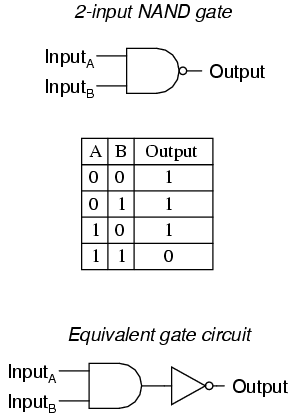 2-input NAND gate
InputA
InputB
Output
A B Output
0 0 1
0 1 1
1 0 1
1 1 0
Equivalent gate circuit
InputA
InputB
Output